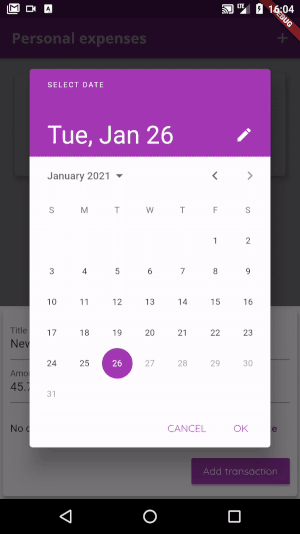 LTE 16:04
DEBUG
Personal expenses +
SELECT DATE
Tue, Jan 26
January 2021
S M T W T F S
1 2
3 4 5 6 7 8 9
10 11 12 13 14 15 16
17 18 19 20 21 22 23
24 25 26 27 28 29 30
31
Title
New
Amo
45.
CANCEL OK
No
Add transaction